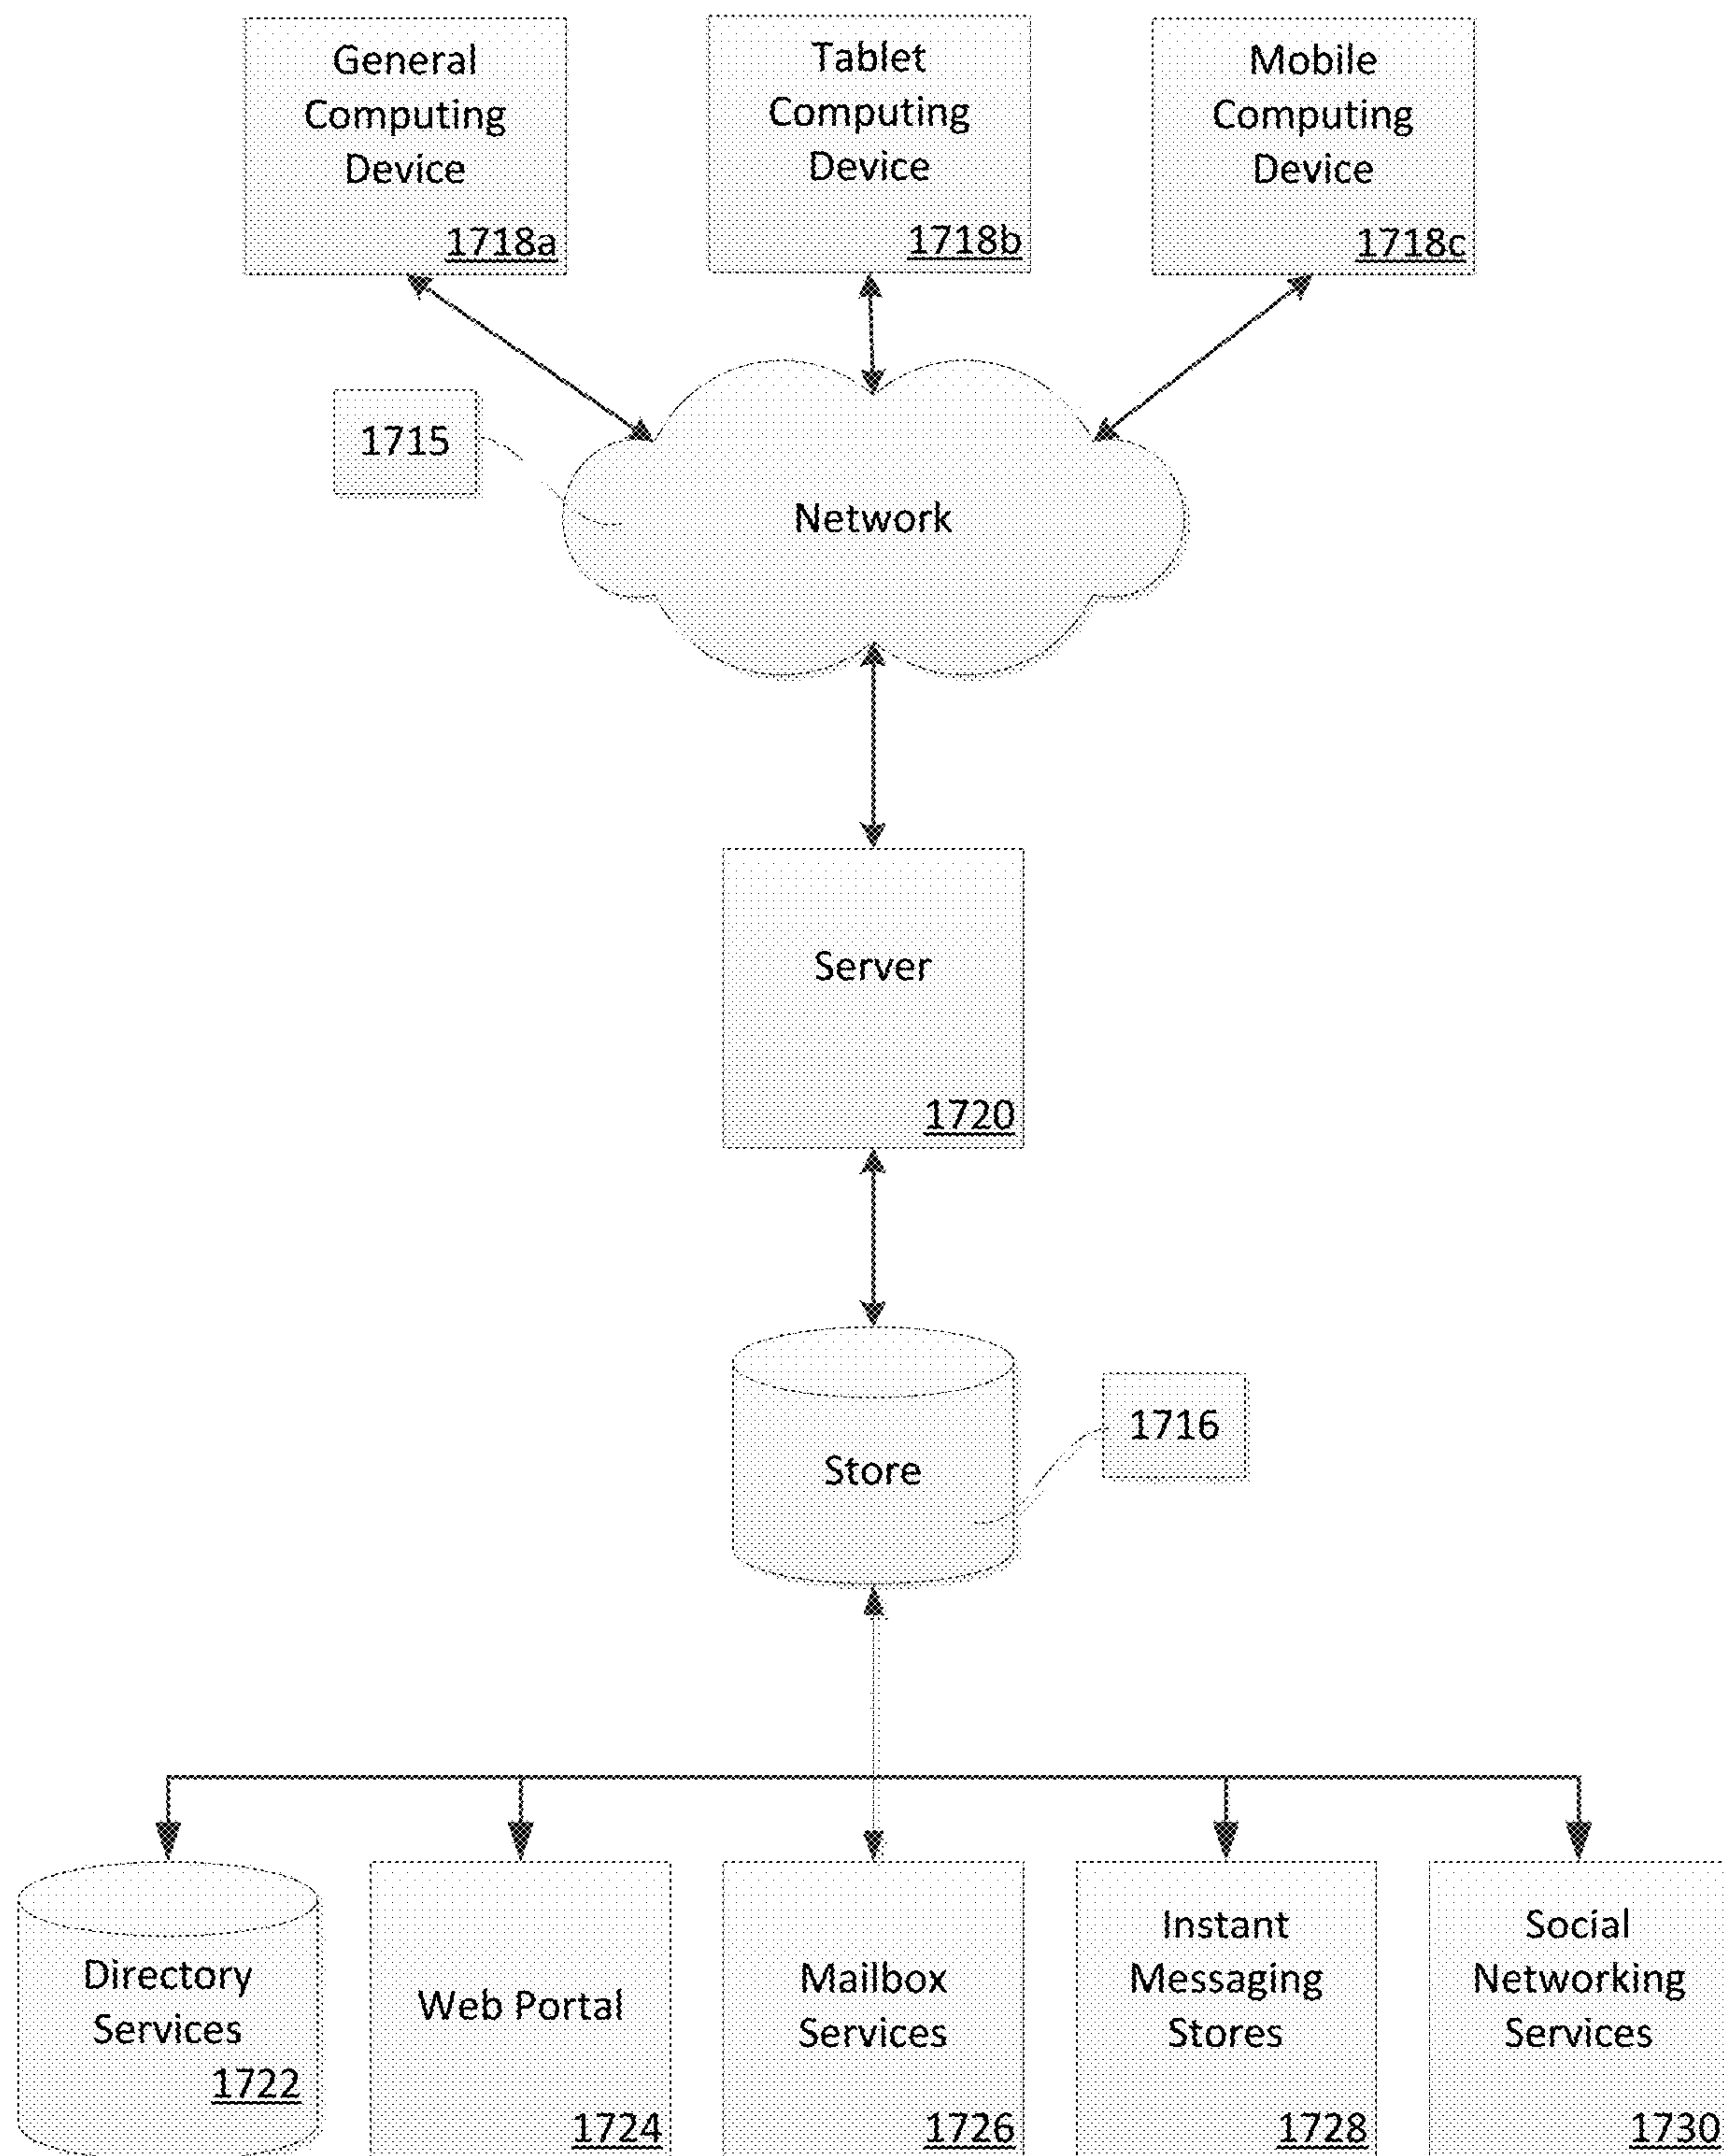 General
Computing
Device
1718a
Tablet
Computing
Device
1718b
Mobile
Computing
Device
1718c
1715
Network
Server
1720
Store
1716
Directory
Services
1722
Web Portal
1724
Mailbox
Services
1726
Instant
Messaging
Stores
1728
Social
Networking
Services
1730